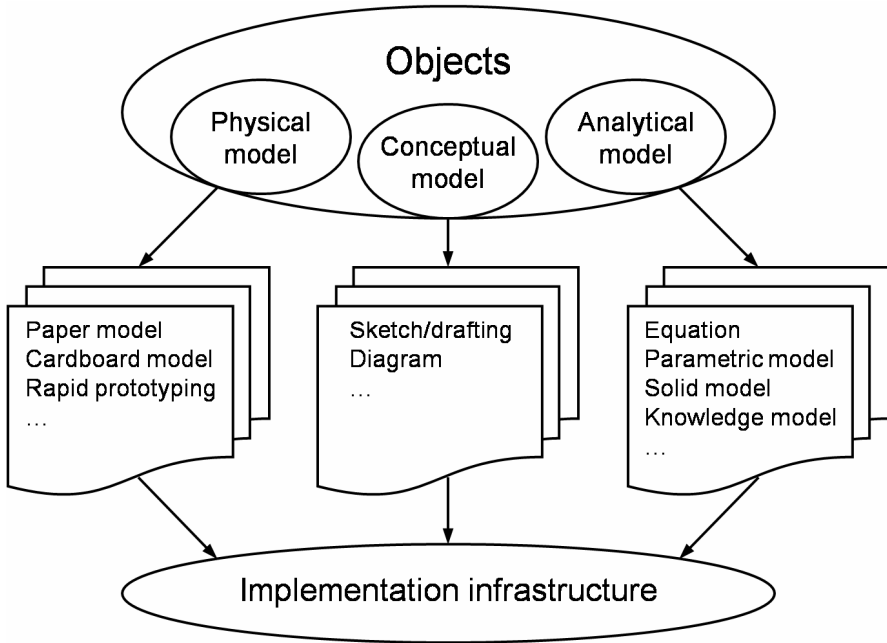 Objects
Physical
model
Conceptual
model
Analytical
model
Paper model
Cardboard model
Rapid prototyping
…
Sketch/drafting
Diagram
…
Equation
Parametric model
Solid model
Knowledge model
…
Implementation infrastructure